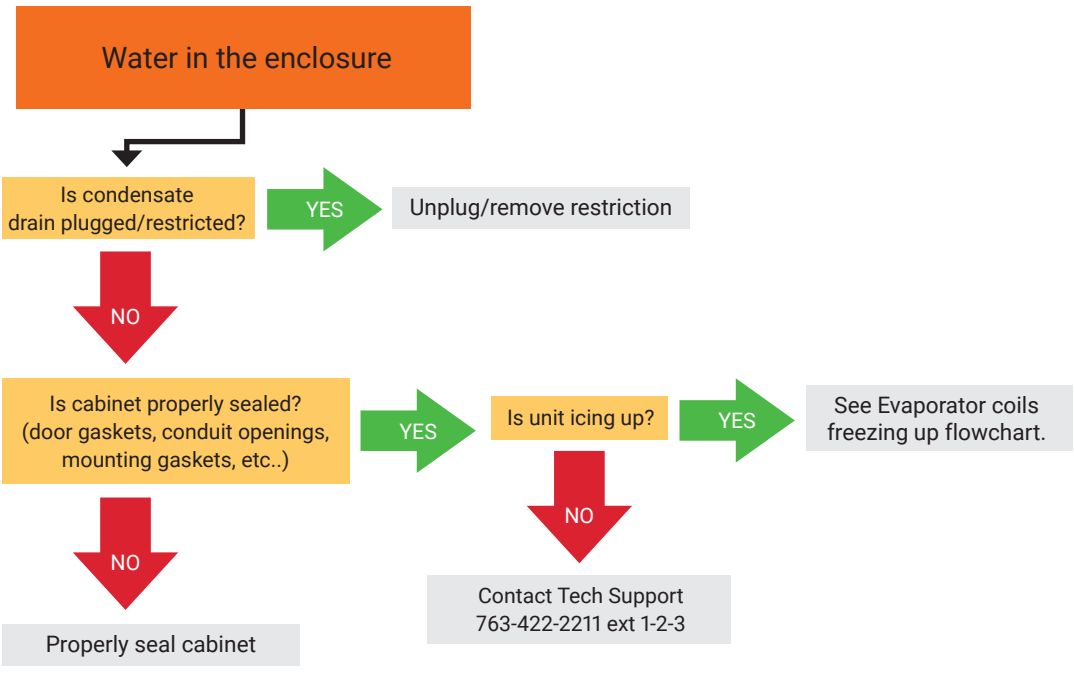 Water in the enclosure
Is condensate
drain plugged/restricted?
YES
Unplug/remove restriction
NO
Is cabinet properly sealed?
(door gaskets, conduit openings,
mounting gaskets, etc..)
YES
Is unit icing up?
YES
See Evaporator coils
freezing up flowchart.
NO
NO
Contact Tech Support
763-422-2211 ext 1-2-3
Properly seal cabinet